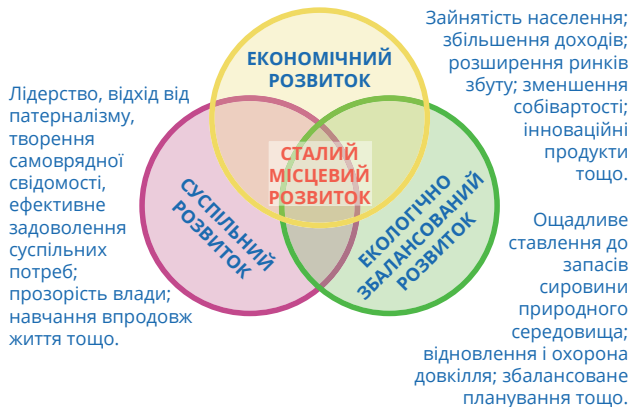 ЕКОНОМІЧНИЙ
РОЗВИТОК
Зайнятість населення;
збільшення доходів;
розширення ринків
збуту; зменшення
собівартості;
інноваційні
продукти
тощо.
Лідерство, відхід від
патерналізму,
творення
самоврядної
свідомості,
ефективне
задоволення
суспільних
потреб;
прозорість влади;
навчання впродовж
життя тощо.
СТАЛИЙ
МІСЦЕВИЙ
РОЗВИТОК
СУСПІЛЬНИЙ
РОЗВИТОК
ЕКОЛОГІЧНО
ЗБАЛАНСОВАНИЙ
РОЗВИТОК
Ощадливе
ставлення до
запасів
сировини
природного
середовища;
відновлення і охорона
довкілля; збалансоване
планування тощо.